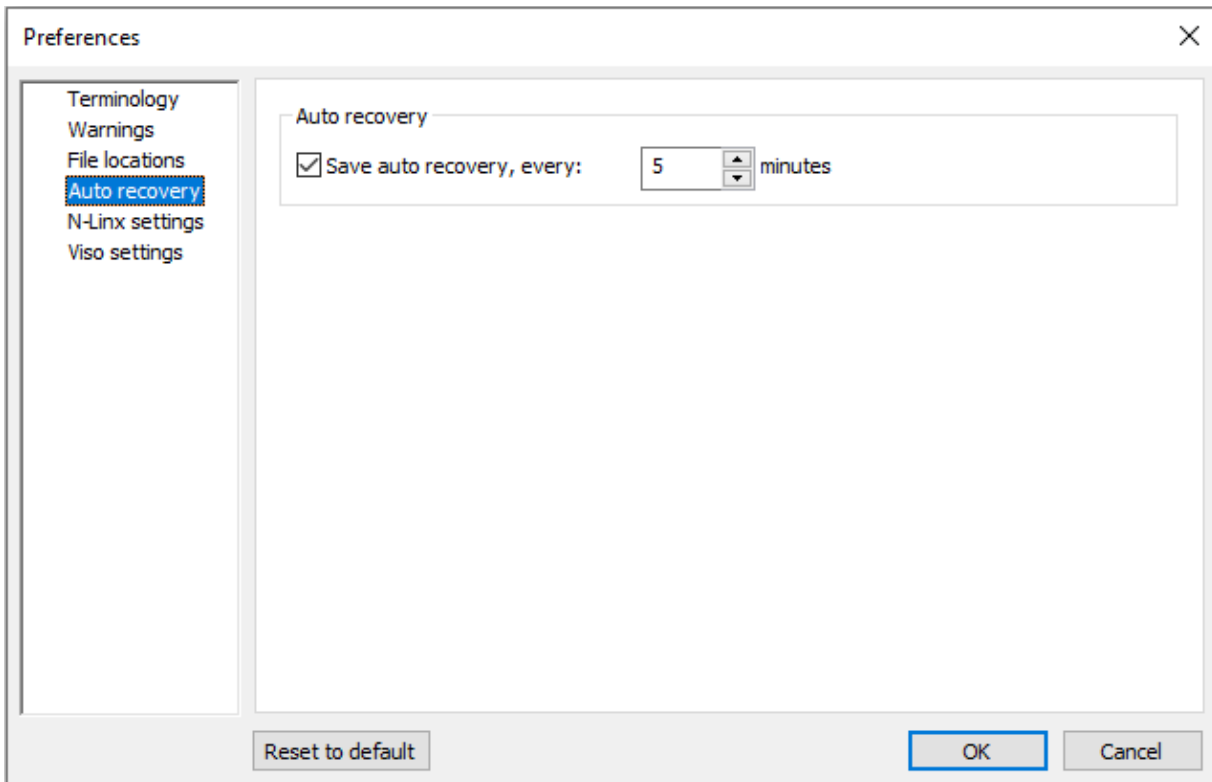 Preferences
Terminology
Warnings
File locations
Auto recovery
N-Linx settings
Viso settings
Auto recovery
Save auto recovery, every: 5 minutes
Reset to default OK Cancel